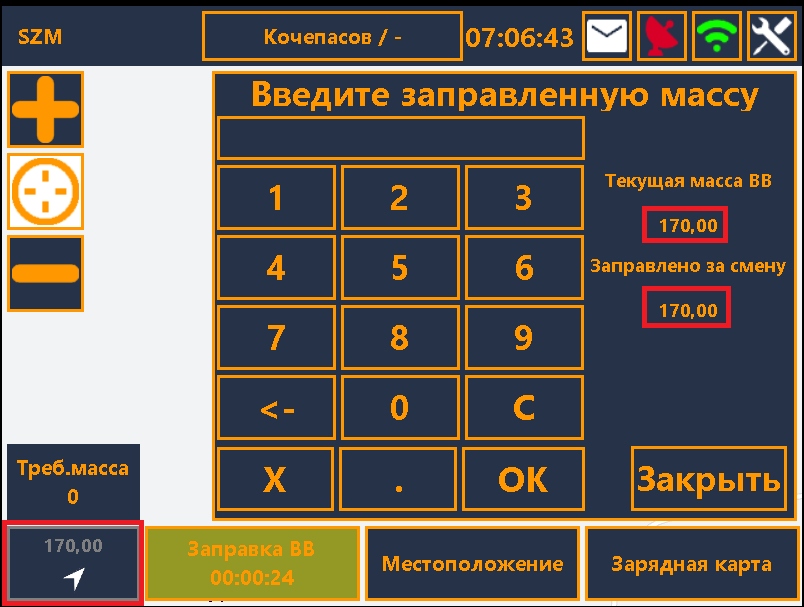 SZM
Кочепасов / -
07:06:43
Введите заправленную массу
1 2 3
4 5 6
7 8 9
<- 0 C
X . OK
Текущая масса ВВ
170,00
Заправлено за смену
170,00
Закрыть
Треб.масса
0
170,00
Заправка ВВ
00:00:24
Местоположение
Зарядная карта